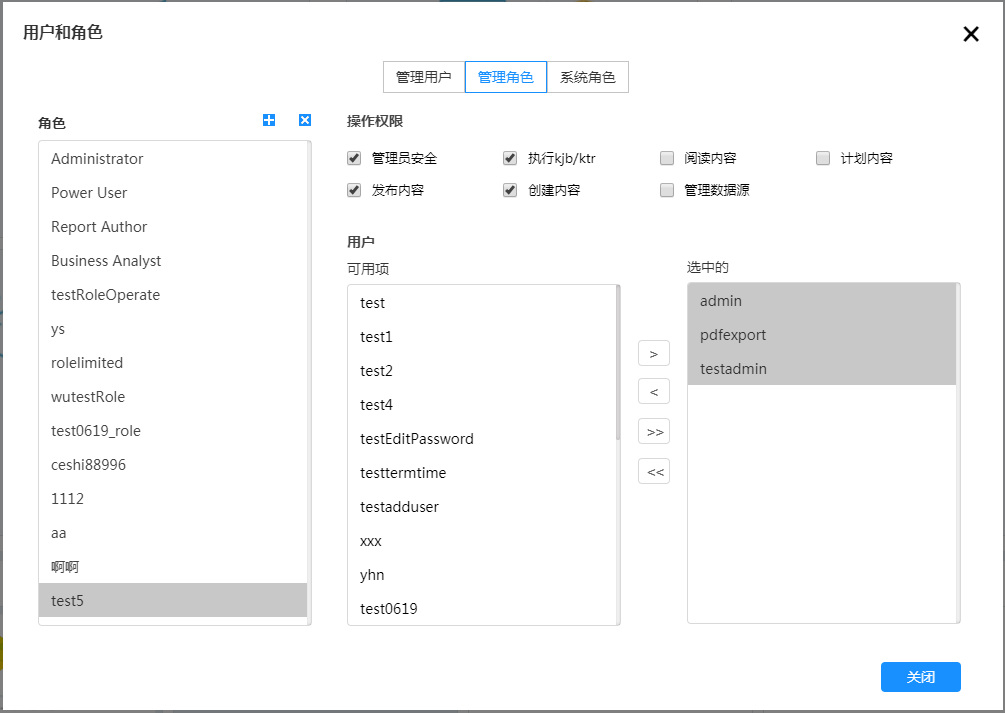 用户和角色
管理用户 管理角色 系统角色
角色
Administrator
Power User
Report Author
Business Analyst
testRoleOperate
ys
rolelimited
wutestRole
test0619_role
ceshi88996
1112
aa
啊啊
test5
操作权限
管理员安全 执行kjb/ktr 阅读内容 计划内容
发布内容 创建内容 管理数据源
用户
可用项
test
test1
test2
test4
testEditPassword
testtermtime
testadduser
xxx
yhn
test0619
>
<
>>
<<
选中的
admin
pdfexport
testadmin
关闭